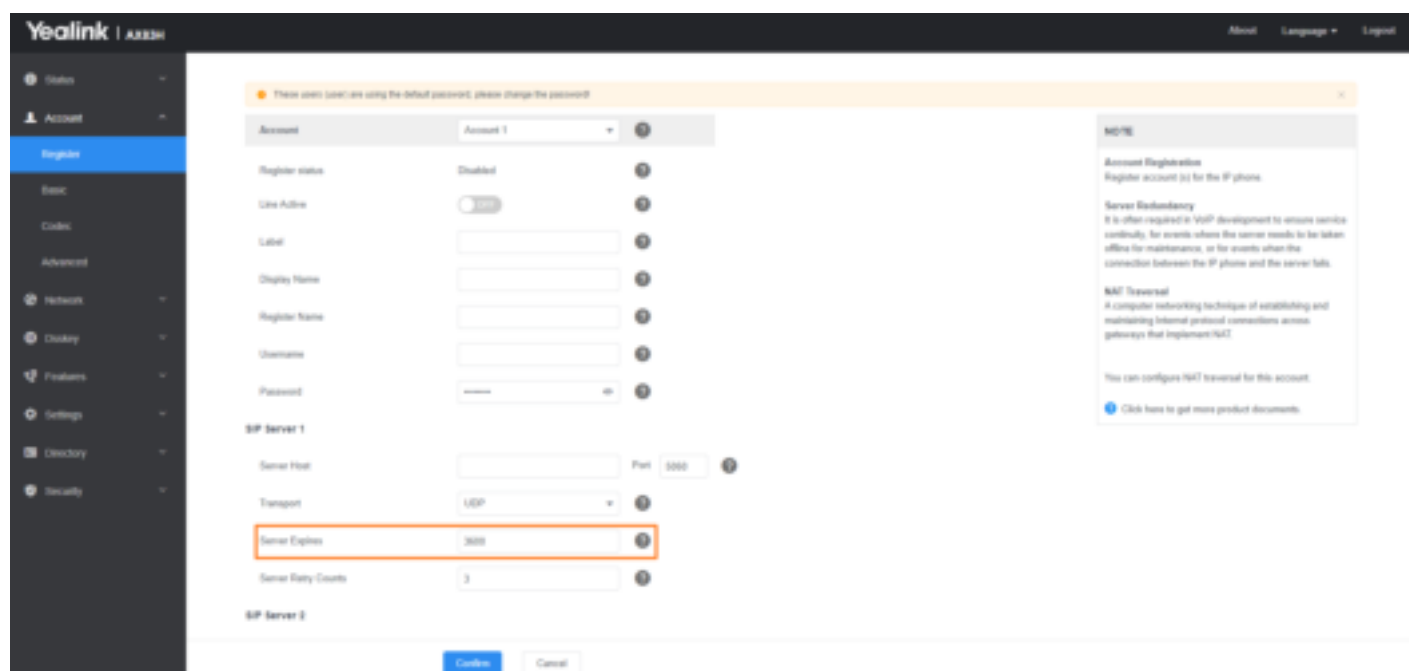 Yealink | AX83H
About Language Logout
Status
Account
Register
Basic
Codec
Advanced
Network
Dsskey
Features
Settings
Directory
Security
These users (user) are using the default password, please change the password!
Account Account 1
Register status Disabled
Line Active OFF
Label
Display Name
Register Name
Username
Password ••••••••
SIP Server 1
Server Host Port 5060
Transport UDP
Server Expires 3600
Server Retry Counts 3
SIP Server 2
Confirm Cancel
NOTE
Account Registration
Register account (s) for the IP phone.
Server Redundancy
It is often required in VoIP development to ensure service
continuity, for events where the server needs to be taken
offline for maintenance, or for events when the
connection between the IP phone and the server fails.
NAT Traversal
A computer networking technique of establishing and
maintaining Internet protocol connections across
gateways that implement NAT.
You can configure NAT traversal for this account.
Click here to get more product documents.